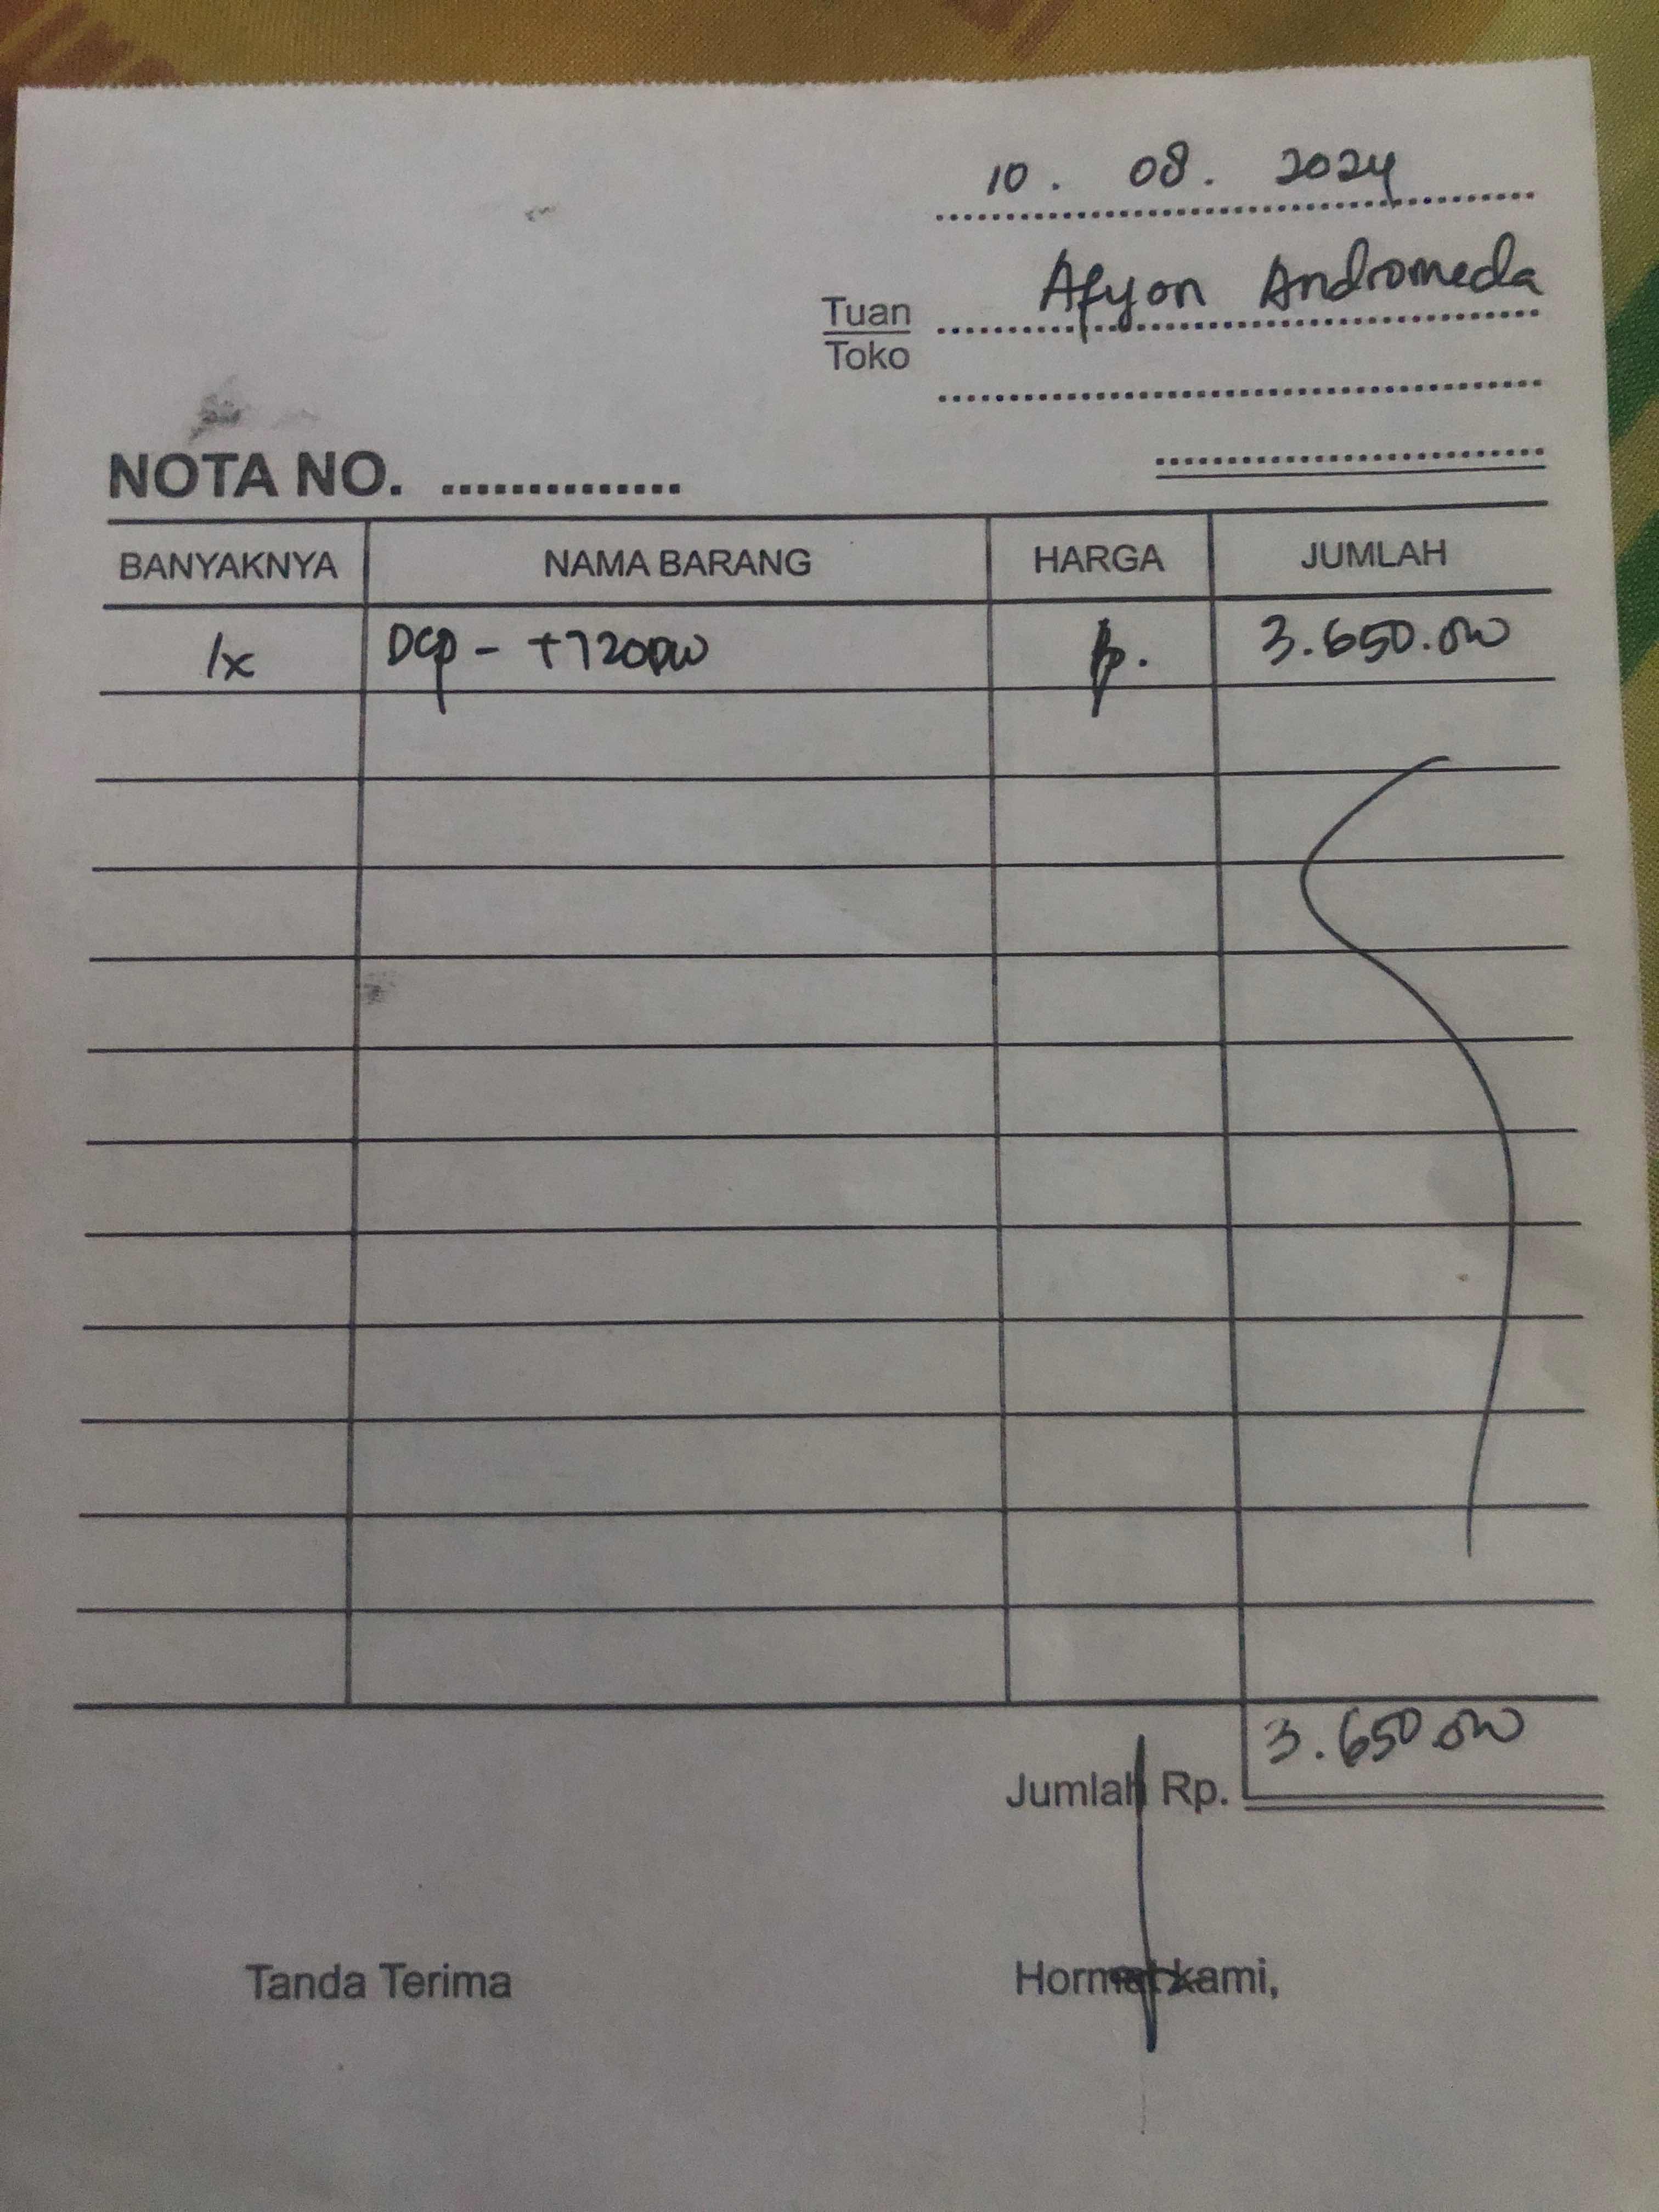 10 . 08 . 2024
Tuan Afyon Andromeda
Toko
NOTA NO. ...............
BANYAKNYA NAMA BARANG HARGA JUMLAH
1x DCP - T720DW Rp. 3.650.000
Jumlah Rp. 3.650.000
Tanda Terima Hormat kami,